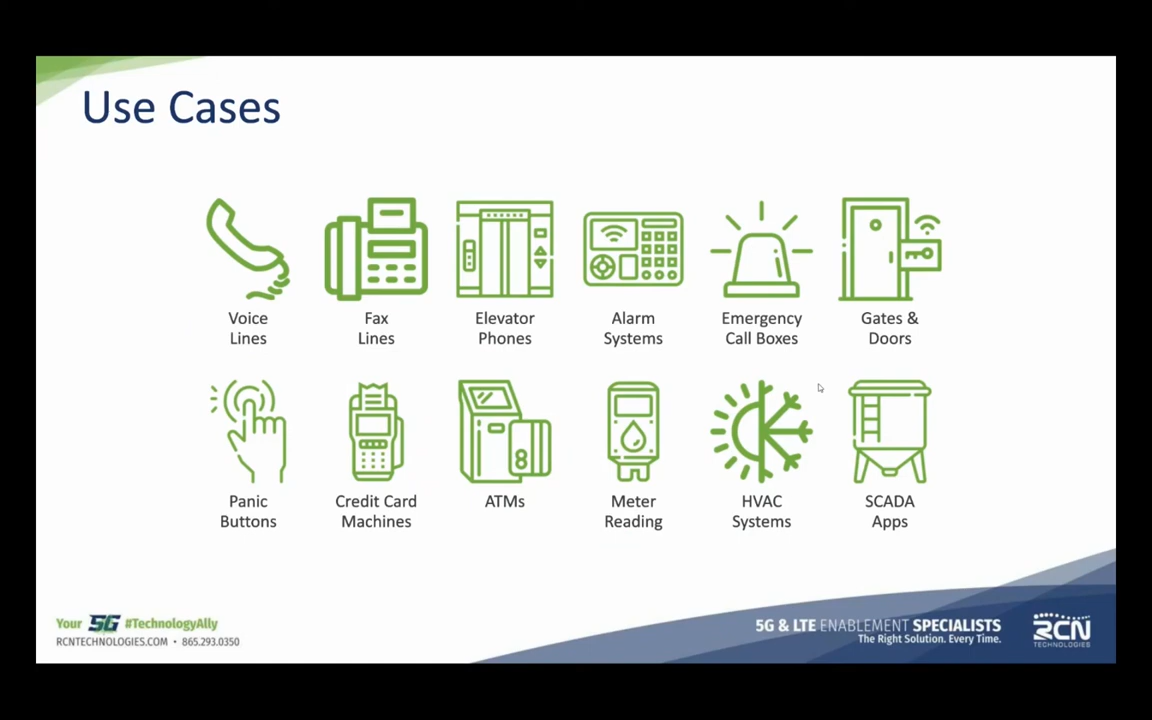 Use Cases
Voice
Lines
Fax
Lines
Elevator
Phones
Alarm
Systems
Emergency
Call Boxes
Gates &
Doors
Panic
Buttons
Credit Card
Machines
ATMs
Meter
Reading
HVAC
Systems
SCADA
Apps
Your 5G #TechnologyAlly
RCNTECHNOLOGIES.COM • 865.293.0350
5G & LTE ENABLEMENT SPECIALISTS
The Right Solution. Every Time.
RCN
TECHNOLOGIES